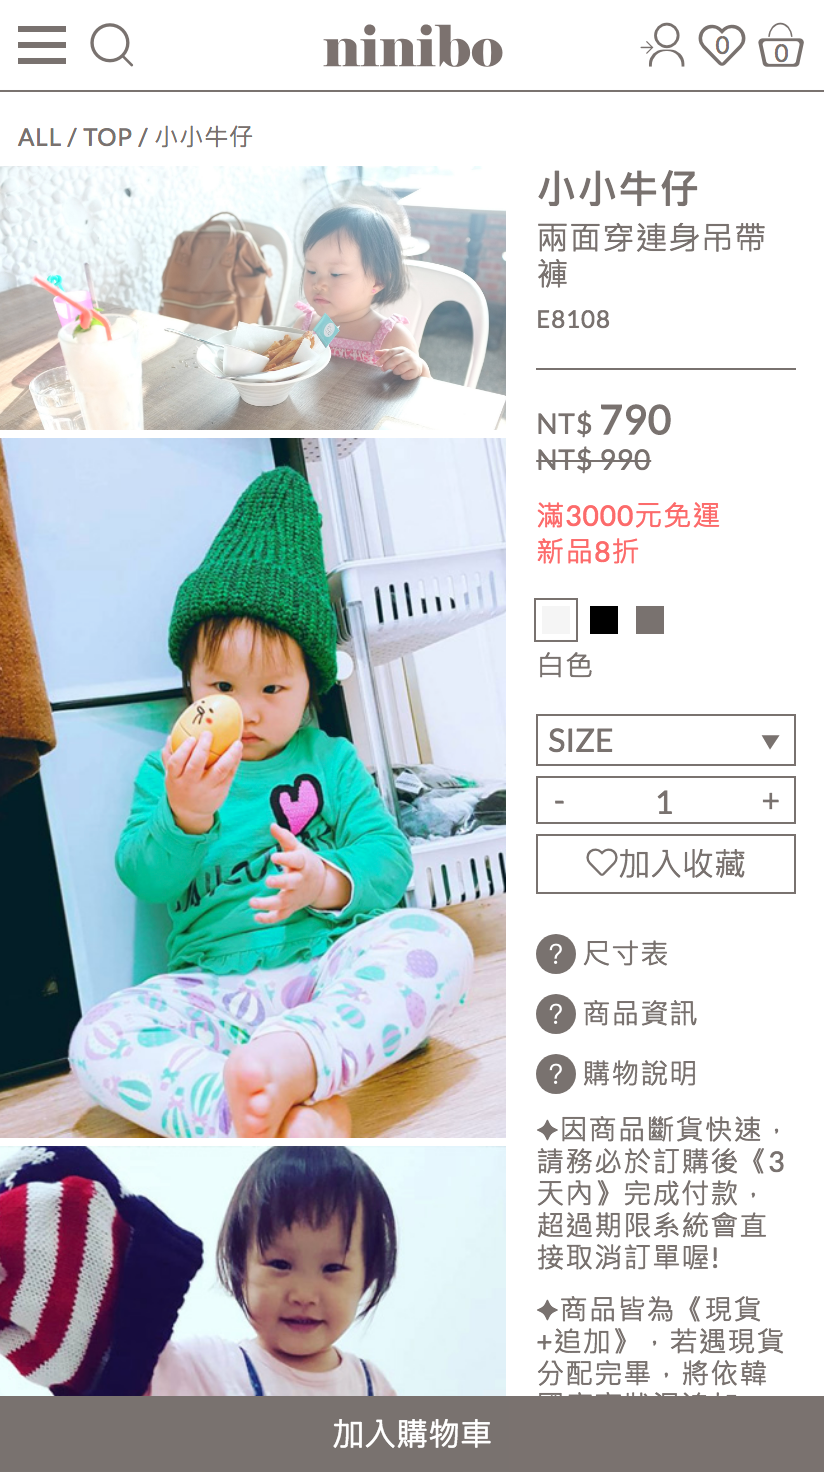 ninibo
0
0
ALL / TOP / 小小牛仔
小小牛仔
兩面穿連身吊帶
褲
E8108
NT$ 790
NT$ 990
滿3000元免運
新品8折
白色
SIZE
- 1 +
加入收藏
? 尺寸表
? 商品資訊
? 購物說明
✦因商品斷貨快速，
請務必於訂購後《3
天內》完成付款，
超過期限系統會直
接取消訂單喔!
✦商品皆為《現貨
+追加》，若遇現貨
分配完畢，將依韓
加入購物車